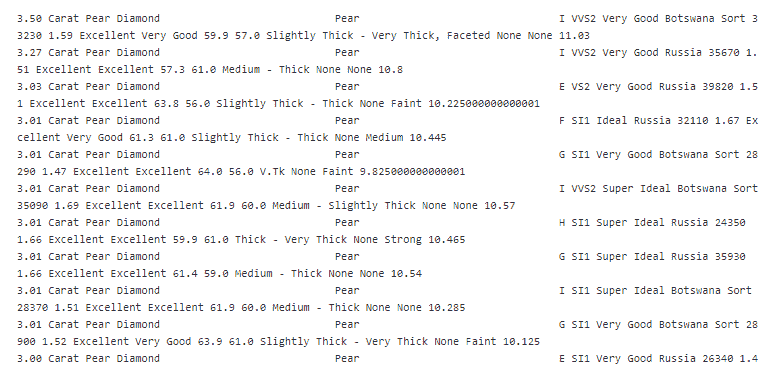 3.50 Carat Pear Diamond Pear I VVS2 Very Good Botswana Sort 3
3230 1.59 Excellent Very Good 59.9 57.0 Slightly Thick - Very Thick, Faceted None None 11.03
3.27 Carat Pear Diamond Pear I VVS2 Very Good Russia 35670 1.
51 Excellent Excellent 57.3 61.0 Medium - Thick None None 10.8
3.03 Carat Pear Diamond Pear E VS2 Very Good Russia 39820 1.5
1 Excellent Excellent 63.8 56.0 Slightly Thick - Thick None Faint 10.225000000000001
3.01 Carat Pear Diamond Pear F SI1 Ideal Russia 32110 1.67 Ex
cellent Very Good 61.3 61.0 Slightly Thick - Thick None Medium 10.445
3.01 Carat Pear Diamond Pear G SI1 Very Good Botswana Sort 28
290 1.47 Excellent Excellent 64.0 56.0 V.Tk None Faint 9.825000000000001
3.01 Carat Pear Diamond Pear I VVS2 Super Ideal Botswana Sort
35090 1.69 Excellent Excellent 61.9 60.0 Medium - Slightly Thick None None 10.57
3.01 Carat Pear Diamond Pear H SI1 Super Ideal Russia 24350
1.66 Excellent Excellent 59.9 61.0 Thick - Very Thick None Strong 10.465
3.01 Carat Pear Diamond Pear G SI1 Super Ideal Russia 35930
1.66 Excellent Excellent 61.4 59.0 Medium - Thick None None 10.54
3.01 Carat Pear Diamond Pear I SI1 Super Ideal Botswana Sort
28370 1.51 Excellent Excellent 61.9 60.0 Medium - Thick None None 10.285
3.01 Carat Pear Diamond Pear G SI1 Very Good Botswana Sort 28
900 1.52 Excellent Very Good 63.9 61.0 Slightly Thick - Very Thick None Faint 10.125
3.00 Carat Pear Diamond Pear E SI1 Very Good Russia 26340 1.4